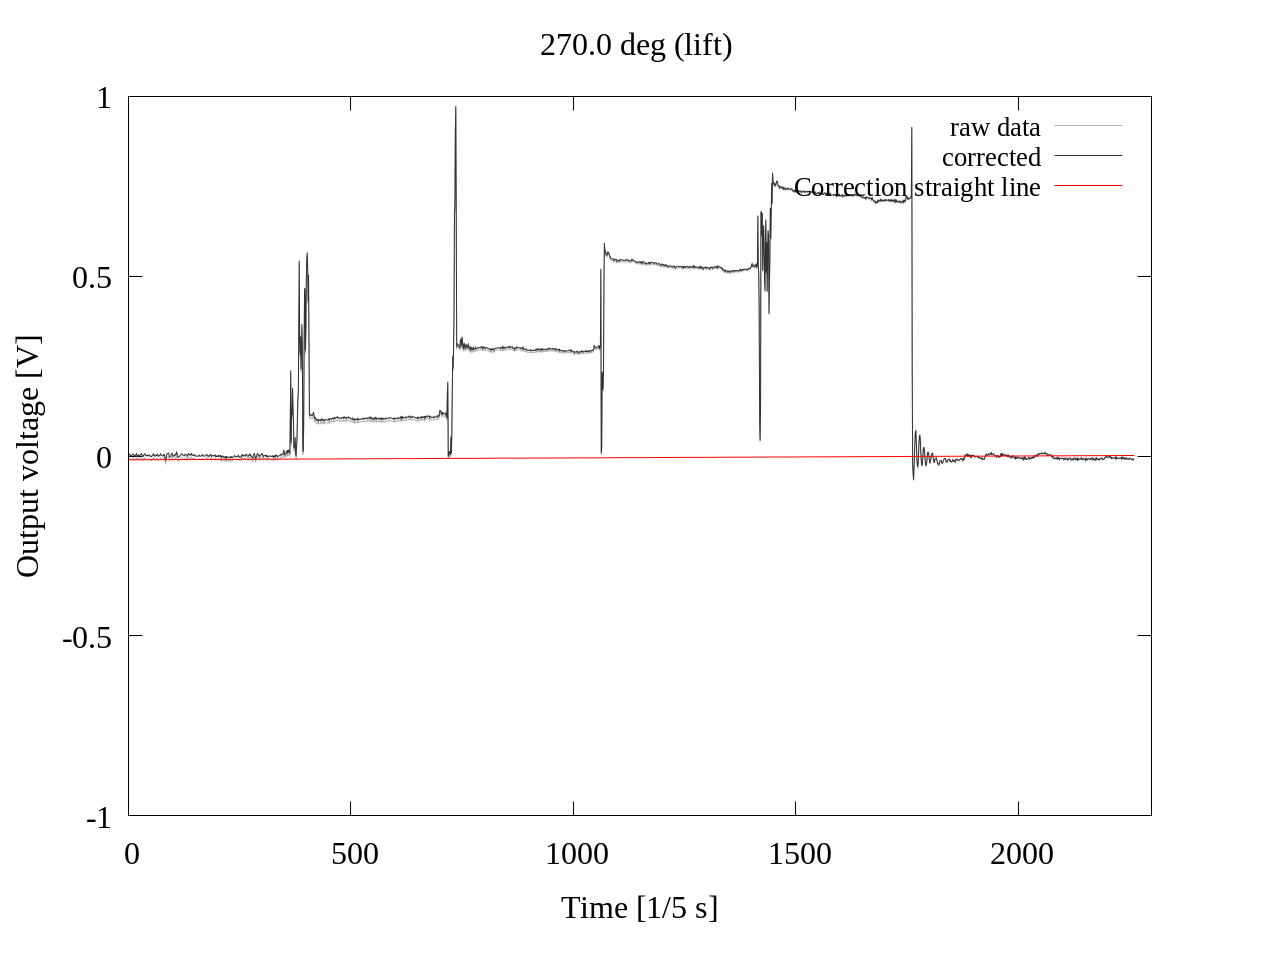 270.0 deg (lift)
1
raw data
corrected
Correction straight line
0.5
0
-0.5
-1
Output voltage [V]
0 500 1000 1500 2000
Time [1/5 s]